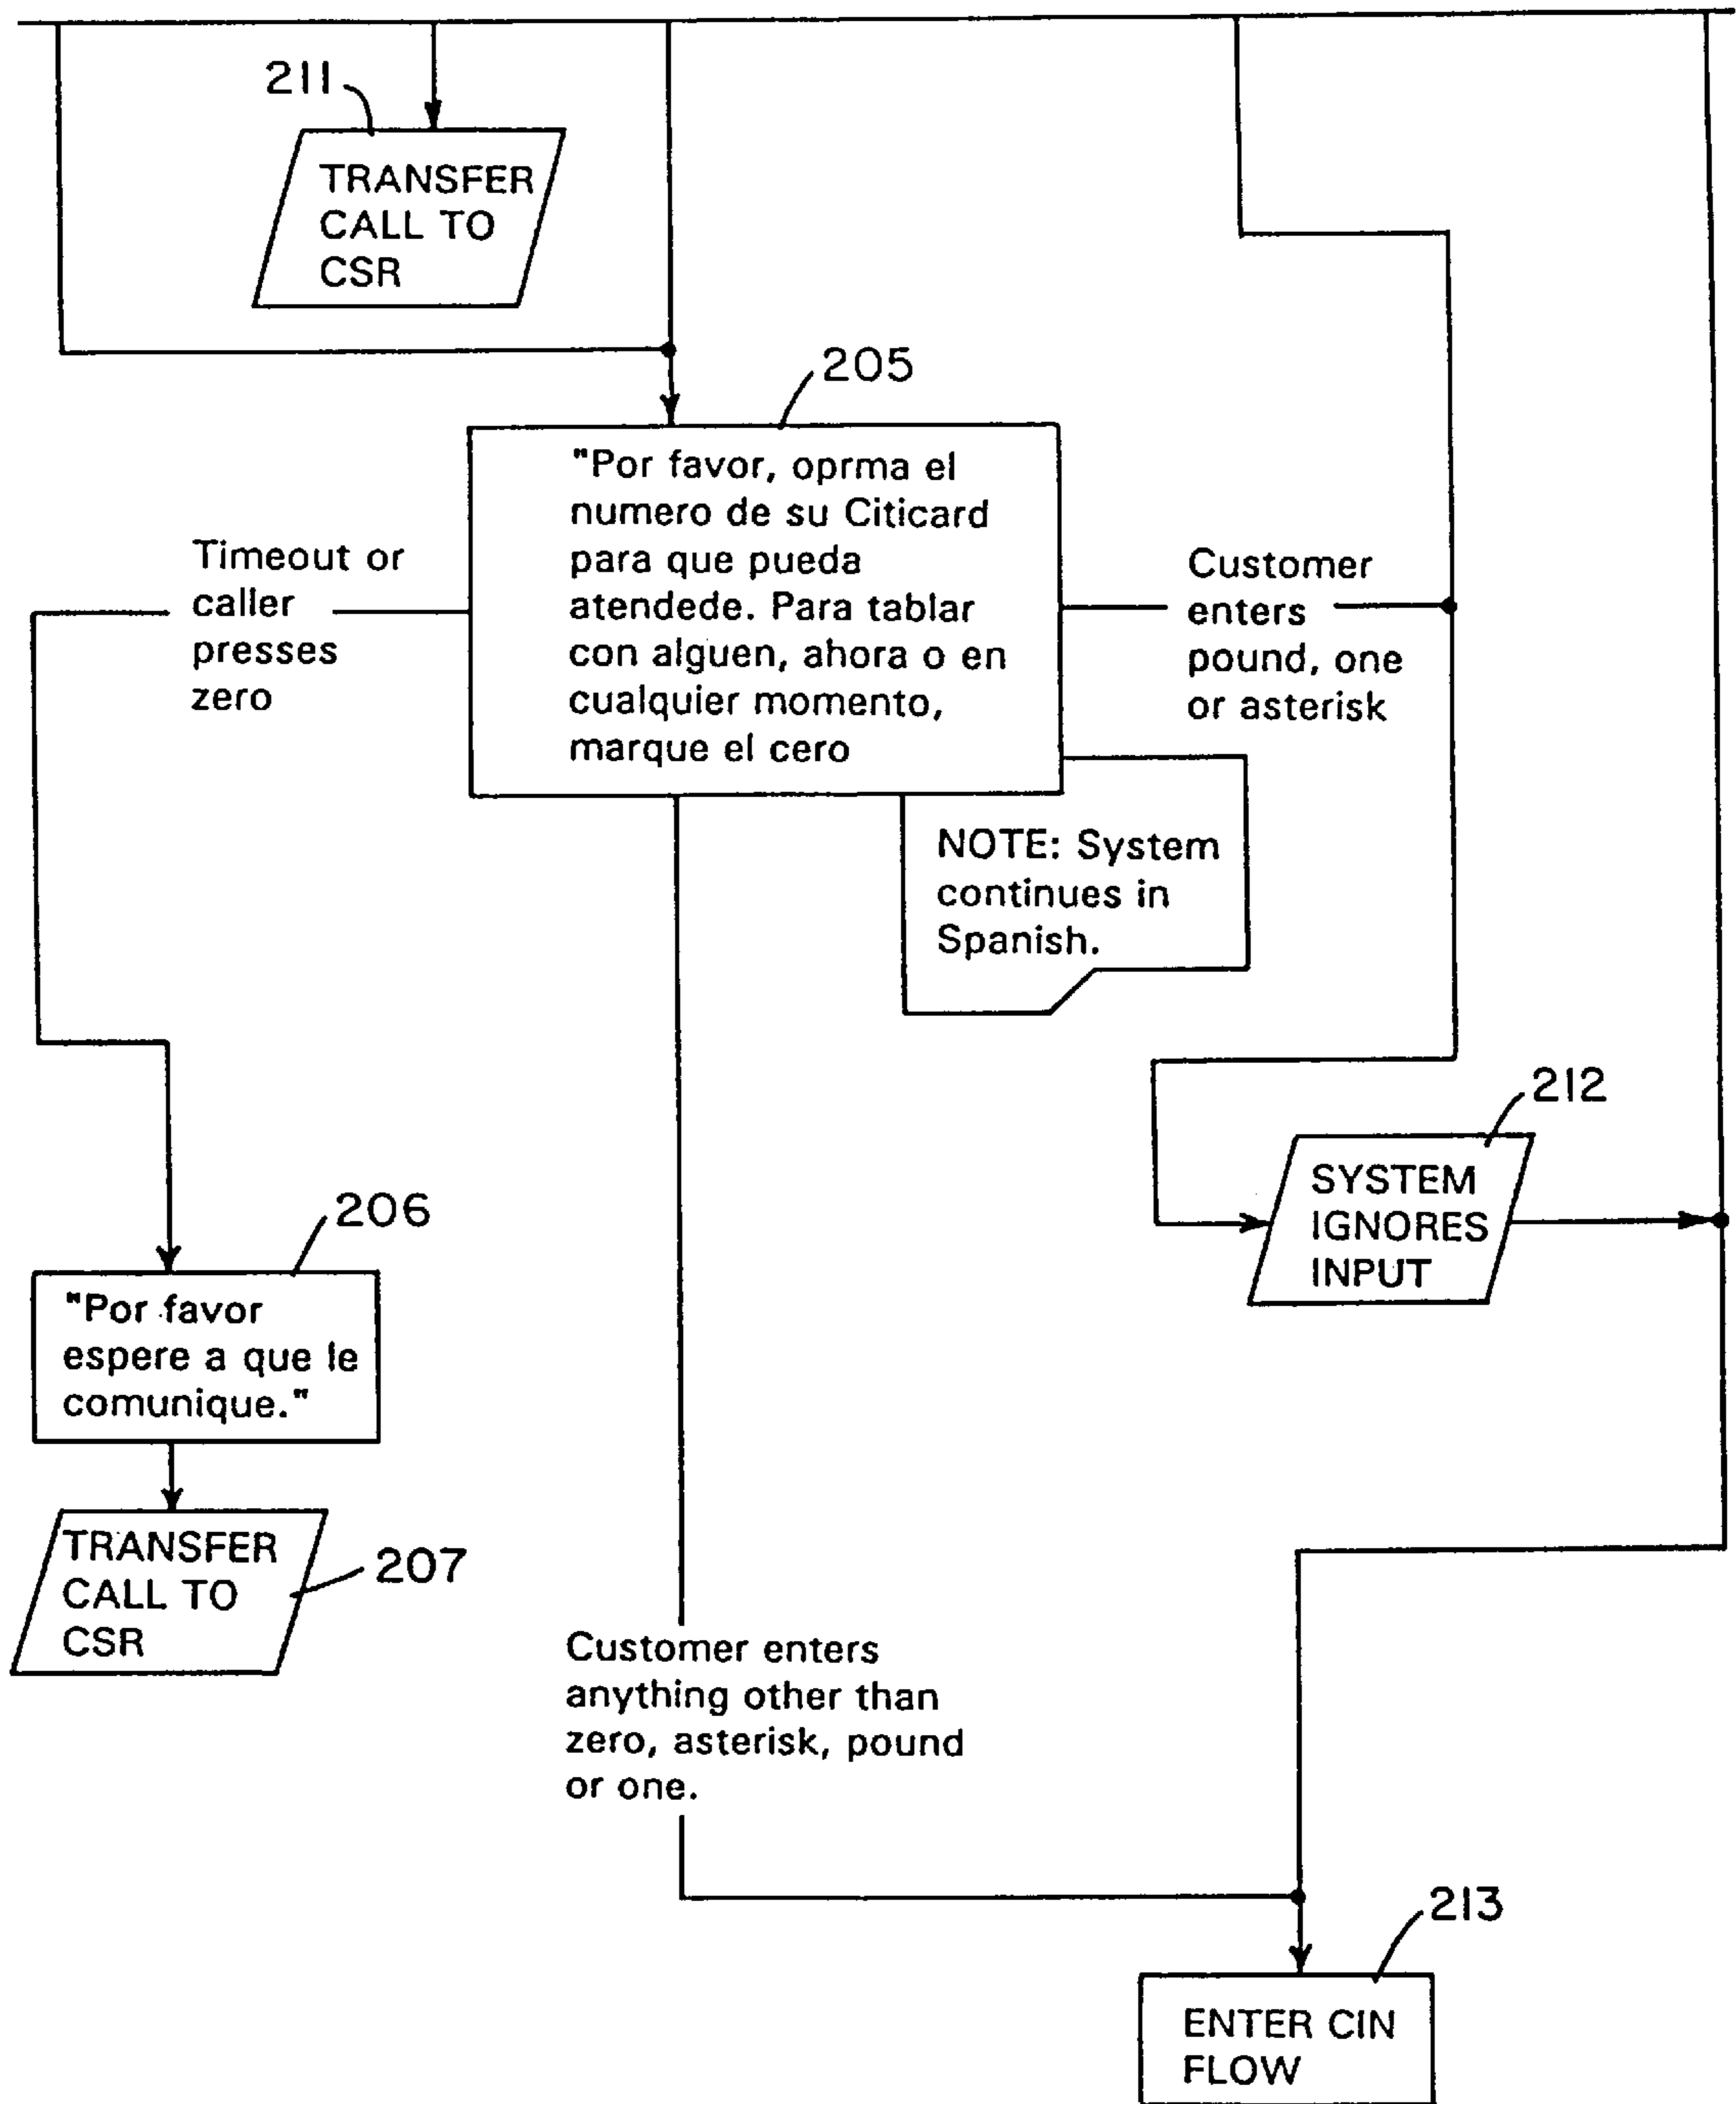 211
TRANSFER
CALL TO
CSR
205
"Por favor, oprma el
numero de su Citicard
para que pueda
atendede. Para tablar
con alguen, ahora o en
cualquier momento,
marque el cero
Timeout or
caller
presses
zero
Customer
enters
pound, one
or asterisk
NOTE: System
continues in
Spanish.
212
SYSTEM
IGNORES
INPUT
206
"Por favor
espere a que le
comunique."
TRANSFER
CALL TO
CSR
207
Customer enters
anything other than
zero, asterisk, pound
or one.
213
ENTER CIN
FLOW